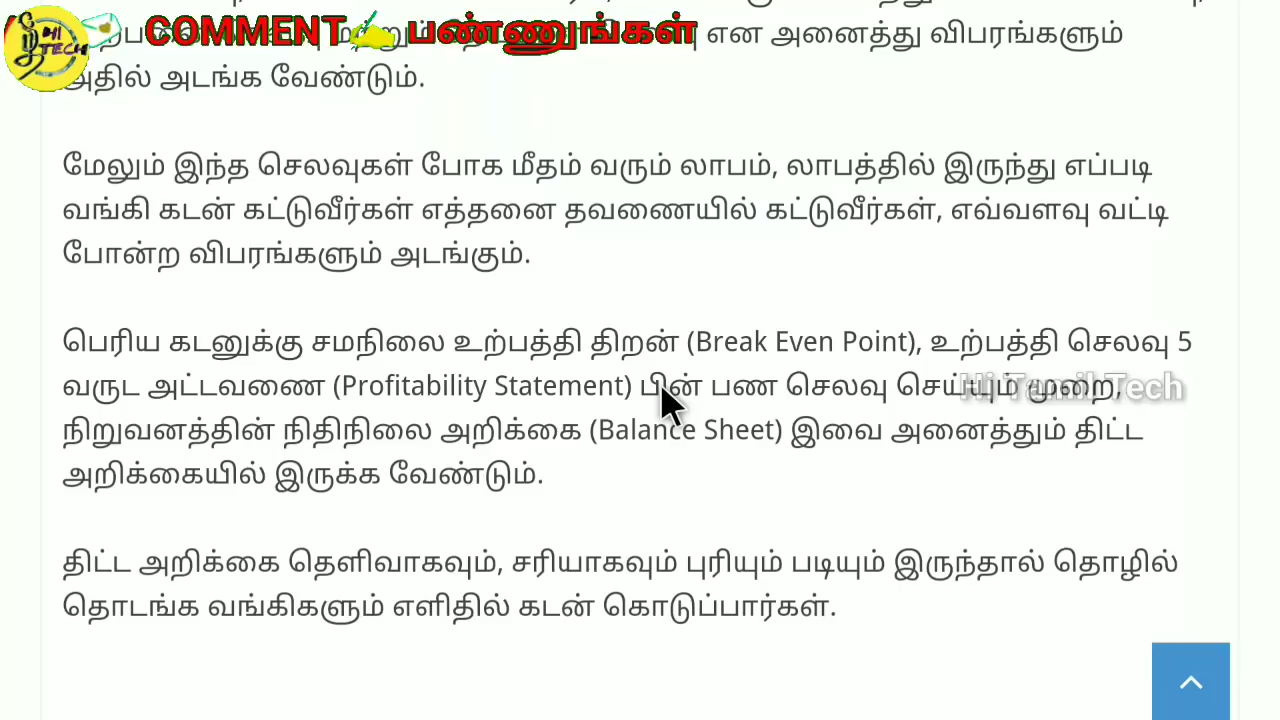 COMMENT✍ பண்ணுங்கள்
என அனைத்து விபரங்களும்
அதில் அடங்க வேண்டும்.
மேலும் இந்த செலவுகள் போக மீதம் வரும் லாபம், லாபத்தில் இருந்து எப்படி
வங்கி கடன் கட்டுவீர்கள் எத்தனை தவணையில் கட்டுவீர்கள், எவ்வளவு வட்டி
போன்ற விபரங்களும் அடங்கும்.
பெரிய கடனுக்கு சமநிலை உற்பத்தி திறன் (Break Even Point), உற்பத்தி செலவு 5
வருட அட்டவணை (Profitability Statement) பின் பண செலவு செய்யும் முறை,
Hi Tamil Tech
நிறுவனத்தின் நிதிநிலை அறிக்கை (Balance Sheet) இவை அனைத்தும் திட்ட
அறிக்கையில் இருக்க வேண்டும்.
திட்ட அறிக்கை தெளிவாகவும், சரியாகவும் புரியும் படியும் இருந்தால் தொழில்
தொடங்க வங்கிகளும் எளிதில் கடன் கொடுப்பார்கள்.